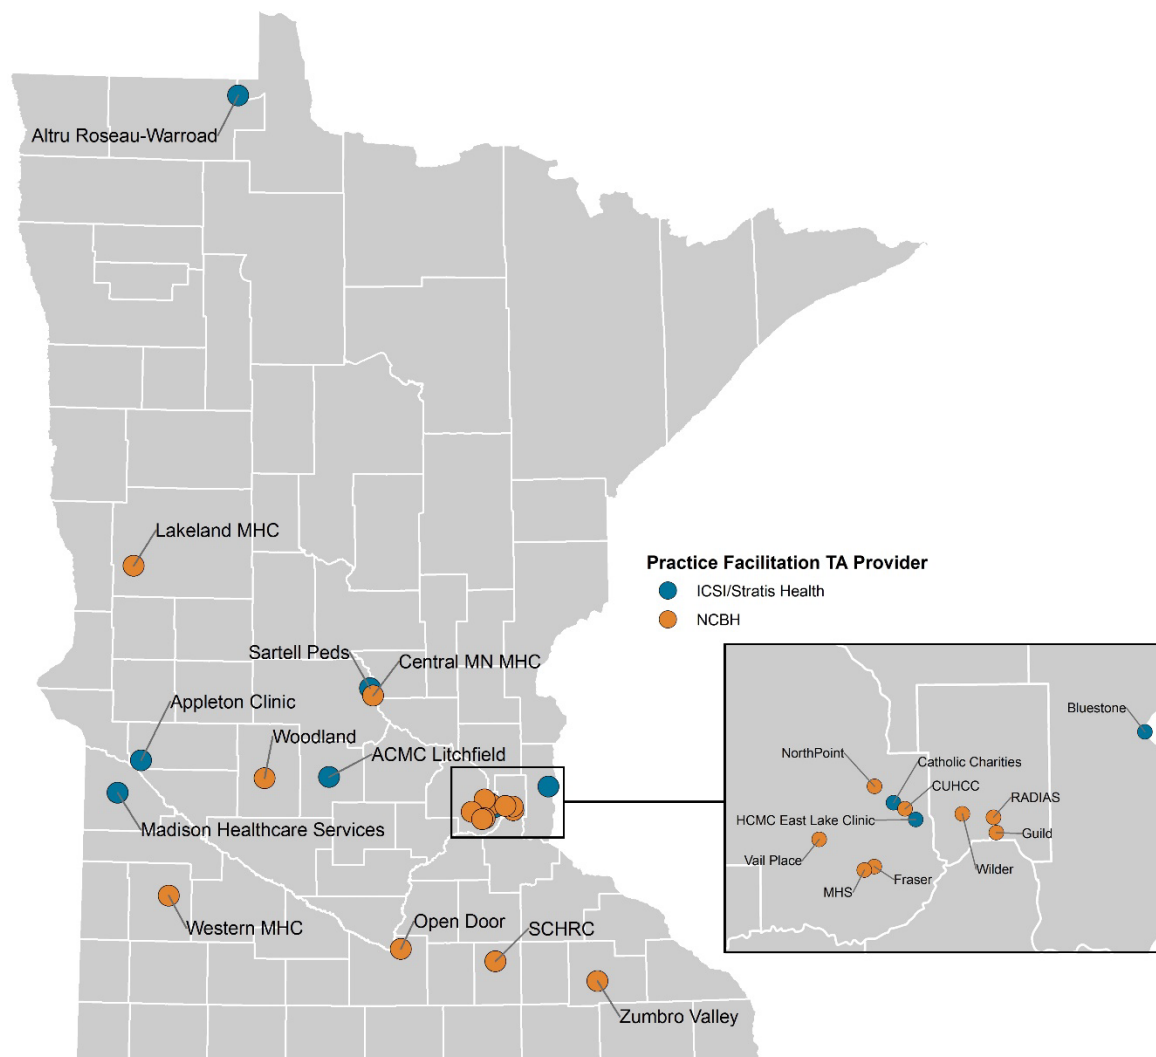 Altru Roseau-Warroad
Lakeland MHC
Practice Facilitation TA Provider
ICSI/Stratis Health
NCBH
Sartell Peds
Central MN MHC
Appleton Clinic
Woodland
ACMC Litchfield
Madison Healthcare Services
Western MHC
Open Door
SCHRC
Zumbro Valley
Bluestone
NorthPoint
Catholic Charities
CUHCC
RADIAS
HCMC East Lake Clinic
Guild
Vail Place
Wilder
Fraser
MHS